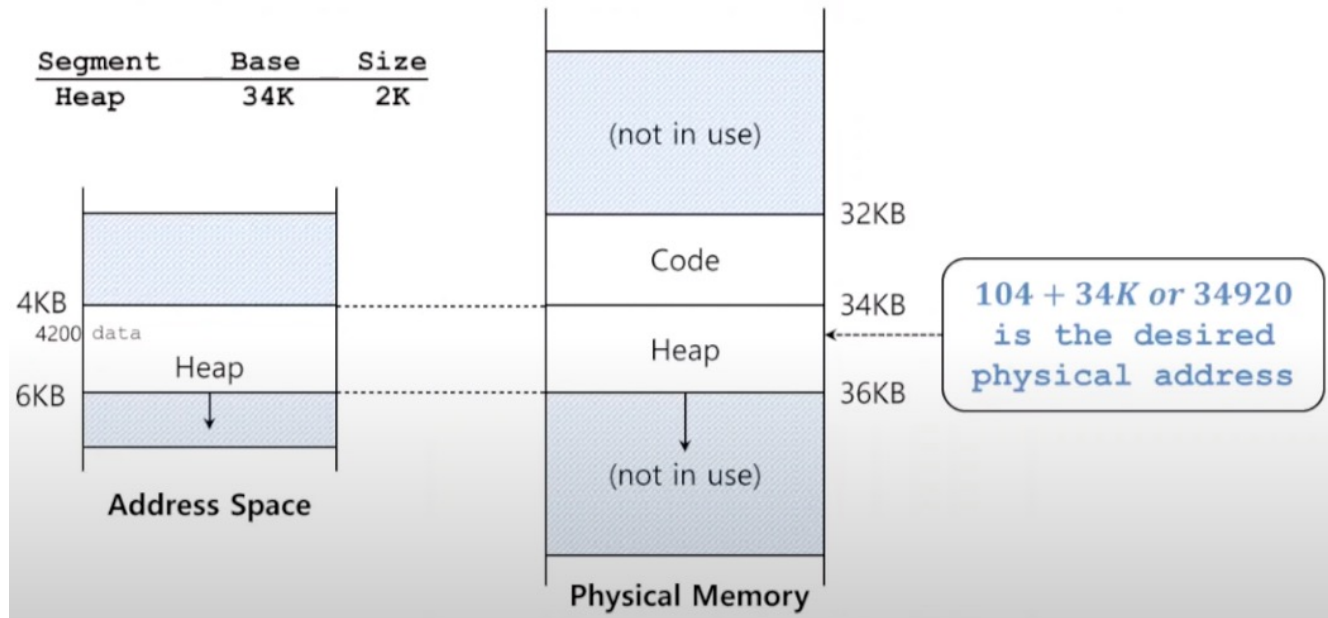 Segment Base Size
Heap 34K 2K
(not in use)
32KB
Code
4KB
34KB
4200 data
Heap
Heap
6KB
36KB
104 + 34K or 34920
is the desired
physical address
(not in use)
Address Space
Physical Memory